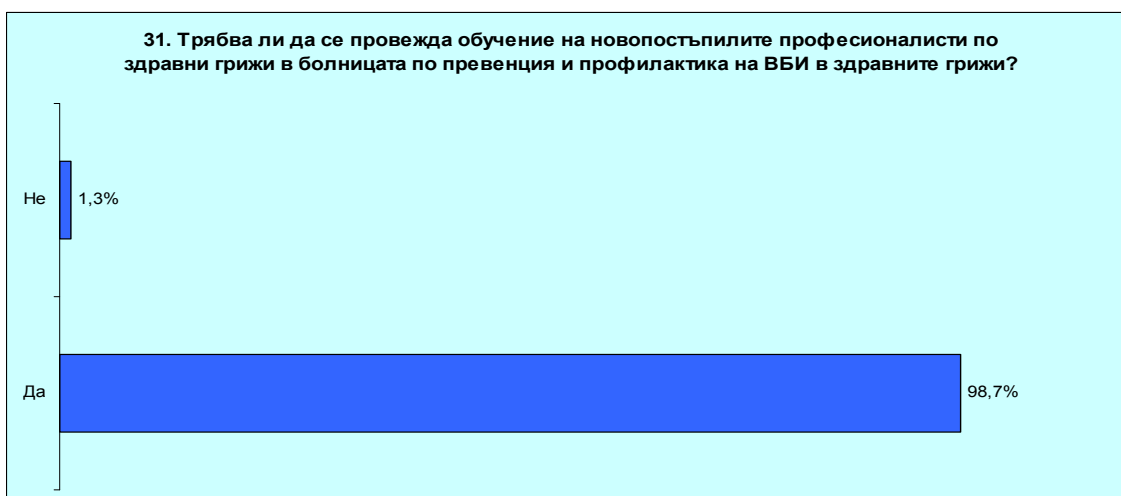 31. Трябва ли да се провежда обучение на новопостъпилите професионалисти по
здравни грижи в болницата по превенция и профилактика на ВБИ в здравните грижи?
Не
1,3%
Да
98,7%